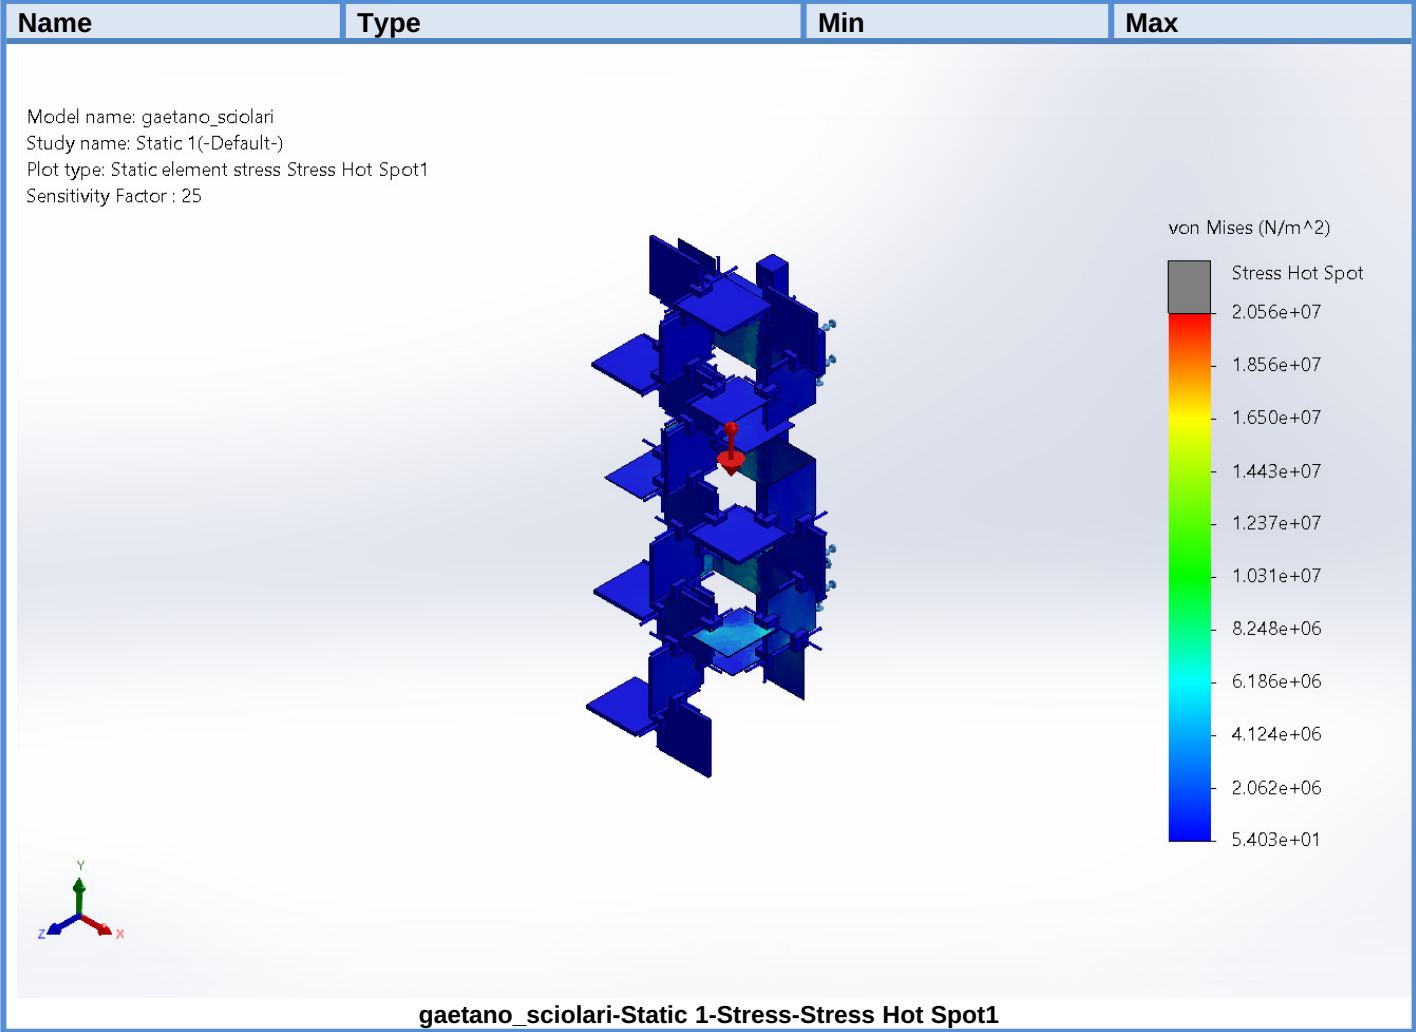 Name Type Min Max
Model name: gaetano_sciolari
Study name: Static 1(-Default-)
Plot type: Static element stress Stress Hot Spot1
Sensitivity Factor : 25
von Mises (N/m^2)
Stress Hot Spot
2.056e+07
1.856e+07
1.650e+07
1.443e+07
1.237e+07
1.031e+07
8.248e+06
6.186e+06
4.124e+06
2.062e+06
5.403e+01
Y
Z X
gaetano_sciolari-Static 1-Stress-Stress Hot Spot1